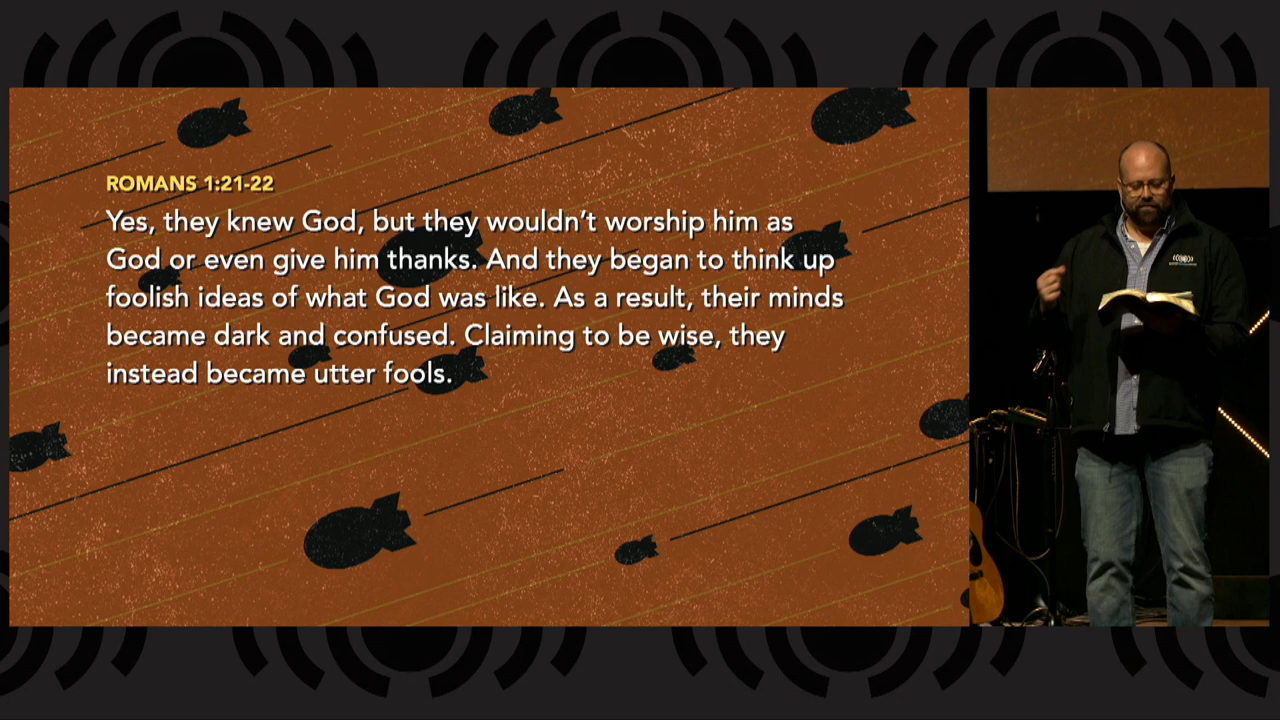 ROMANS 1:21-22
Yes, they knew God, but they wouldn't worship him as
God or even give him thanks. And they began to think up
foolish ideas of what God was like. As a result, their minds
became dark and confused. Claiming to be wise, they
instead became utter fools.